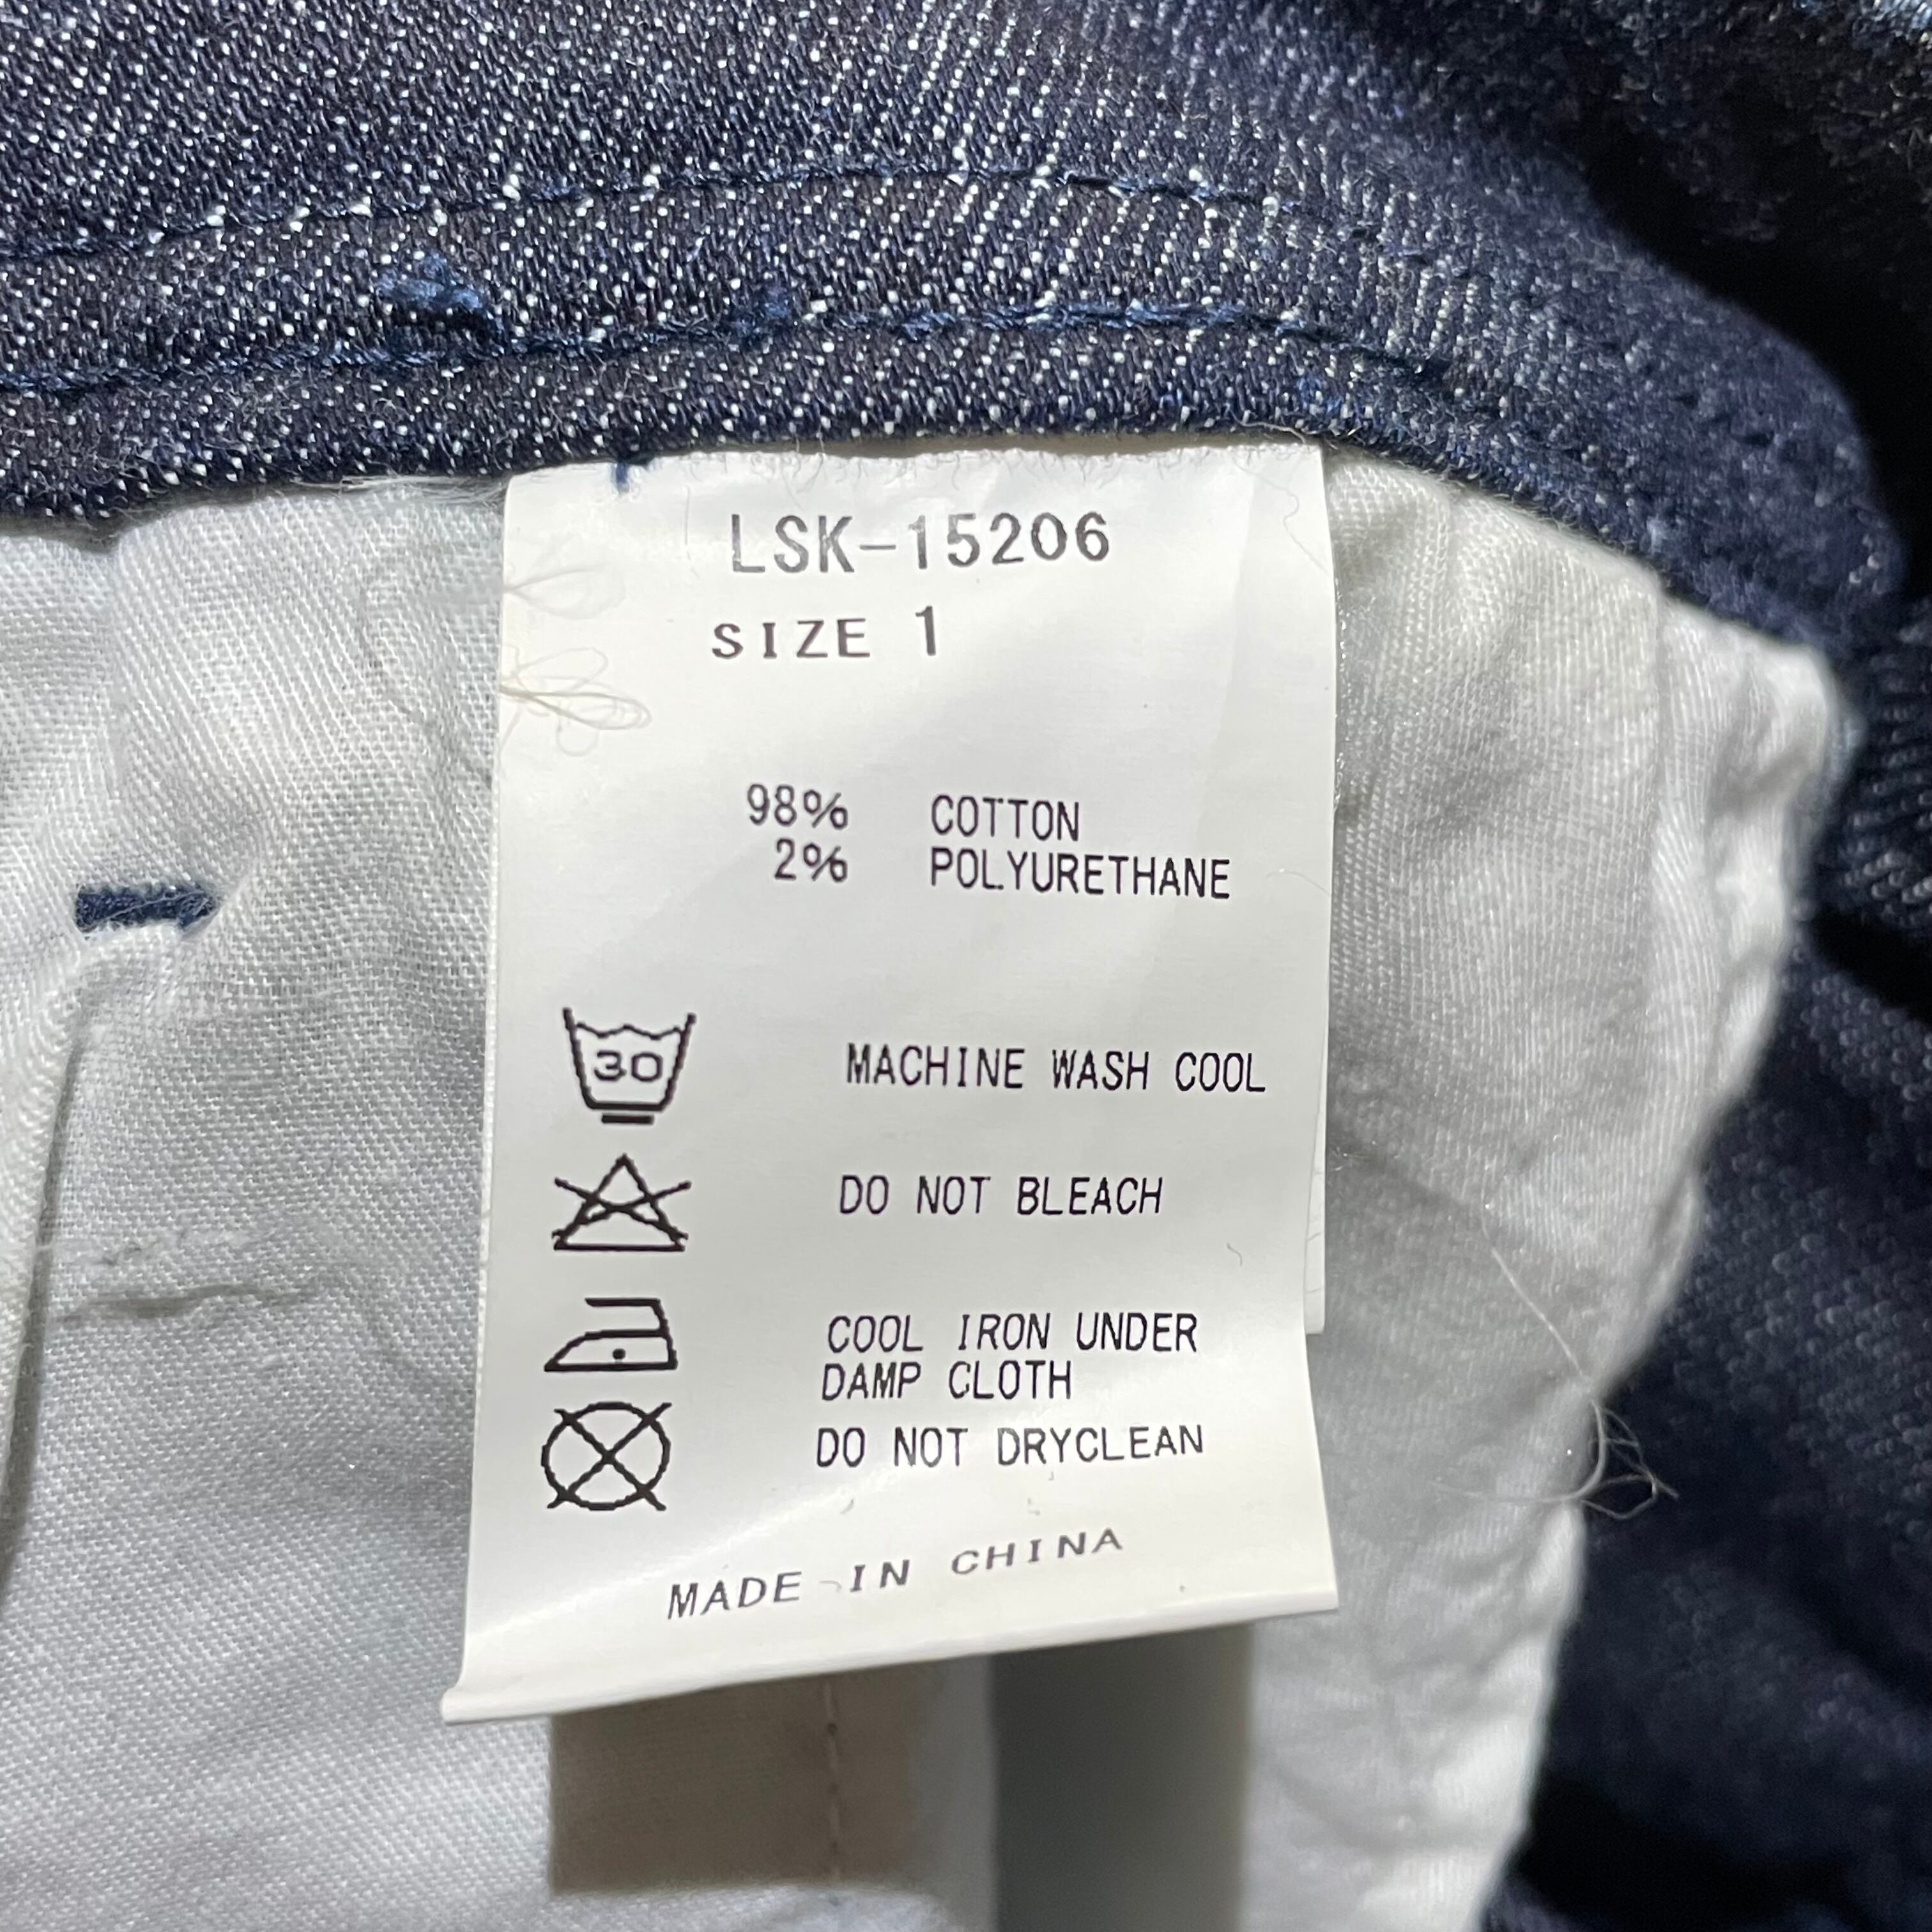 LSK-15206
SIZE 1
98% COTTON
2% POLYURETHANE
30 MACHINE WASH COOL
DO NOT BLEACH
COOL IRON UNDER
DAMP CLOTH
DO NOT DRYCLEAN
MADE IN CHINA